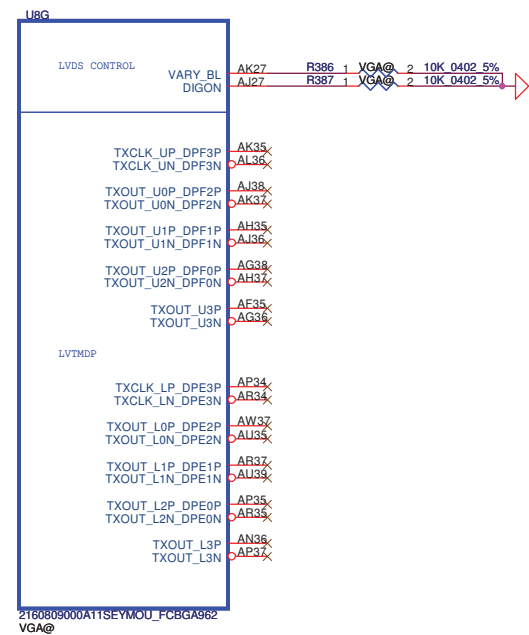 U8G
LVDS CONTROL
VARY_BL AK27 R386 1 VGA@ 2 10K_0402_5%
DIGON AJ27 R387 1 VGA@ 2 10K_0402_5%
TXCLK_UP_DPF3P AK35
TXCLK_UN_DPF3N AL36
TXOUT_U0P_DPF2P AJ38
TXOUT_U0N_DPF2N AK37
TXOUT_U1P_DPF1P AH35
TXOUT_U1N_DPF1N AJ36
TXOUT_U2P_DPF0P AG38
TXOUT_U2N_DPF0N AH37
TXOUT_U3P AF35
TXOUT_U3N AG36
LVTMDP
TXCLK_LP_DPE3P AP34
TXCLK_LN_DPE3N AR34
TXOUT_L0P_DPE2P AW37
TXOUT_L0N_DPE2N AU35
TXOUT_L1P_DPE1P AR37
TXOUT_L1N_DPE1N AU39
TXOUT_L2P_DPE0P AP35
TXOUT_L2N_DPE0N AR35
TXOUT_L3P AN36
TXOUT_L3N AP37
2160809000A11SEYMOU_FCBGA962
VGA@